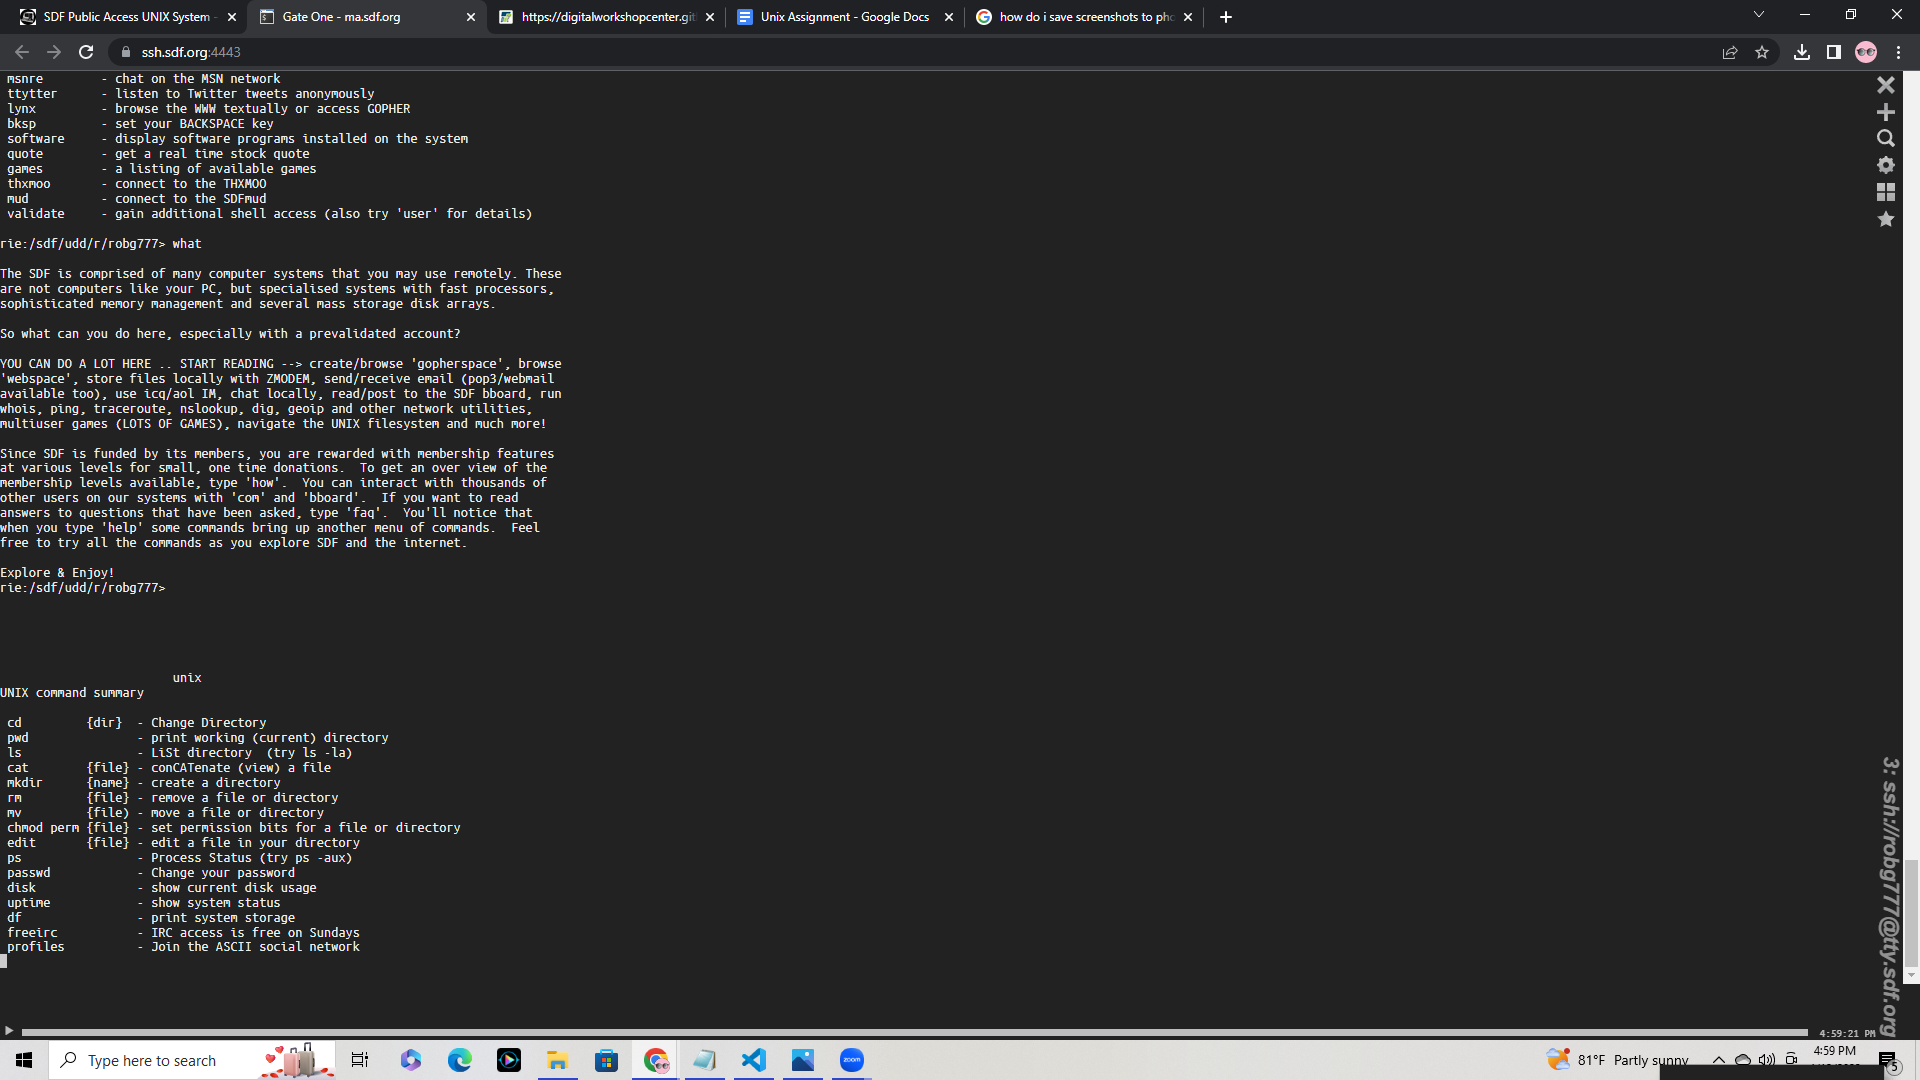 SDF Public Access UNIX System -
Gate One - ma.sdf.org
https://digitalworkshopcenter.git
Unix Assignment - Google Docs
how do i save screenshots to pho
ssh.sdf.org:4443
msnre - chat on the MSN network
ttytter - listen to Twitter tweets anonymously
lynx - browse the WWW textually or access GOPHER
bksp - set your BACKSPACE key
software - display software programs installed on the system
quote - get a real time stock quote
games - a listing of available games
thxmoo - connect to the THXMOO
mud - connect to the SDFmud
validate - gain additional shell access (also try 'user' for details)
rie:/sdf/udd/r/robg777> what
The SDF is comprised of many computer systems that you may use remotely. These
are not computers like your PC, but specialised systems with fast processors,
sophisticated memory management and several mass storage disk arrays.
So what can you do here, especially with a prevalidated account?
YOU CAN DO A LOT HERE .. START READING --> create/browse 'gopherspace', browse
'webspace', store files locally with ZMODEM, send/receive email (pop3/webmail
available too), use icq/aol IM, chat locally, read/post to the SDF bboard, run
whois, ping, traceroute, nslookup, dig, geoip and other network utilities,
multiuser games (LOTS OF GAMES), navigate the UNIX filesystem and much more!
Since SDF is funded by its members, you are rewarded with membership features
at various levels for small, one time donations.  To get an over view of the
membership levels available, type 'how'.  You can interact with thousands of
other users on our systems with 'com' and 'bboard'.  If you want to read
answers to questions that have been asked, type 'faq'.  You'll notice that
when you type 'help' some commands bring up another menu of commands.  Feel
free to try all the commands as you explore SDF and the internet.
Explore & Enjoy!
rie:/sdf/udd/r/robg777>
unix
UNIX command summary
cd {dir} - Change Directory
pwd - print working (current) directory
ls - LiSt directory  (try ls -la)
cat {file} - conCATenate (view) a file
mkdir {name} - create a directory
rm {file} - remove a file or directory
mv {file) - move a file or directory
chmod perm {file} - set permission bits for a file or directory
edit {file} - edit a file in your directory
ps - Process Status (try ps -aux)
passwd - Change your password
disk - show current disk usage
uptime - show system status
df - print system storage
freeirc - IRC access is free on Sundays
profiles - Join the ASCII social network
3: ssh://robg777@tty.sdf.org
4:59:21 PM
Type here to search
zoom
81°F Partly sunny
4:59 PM
5